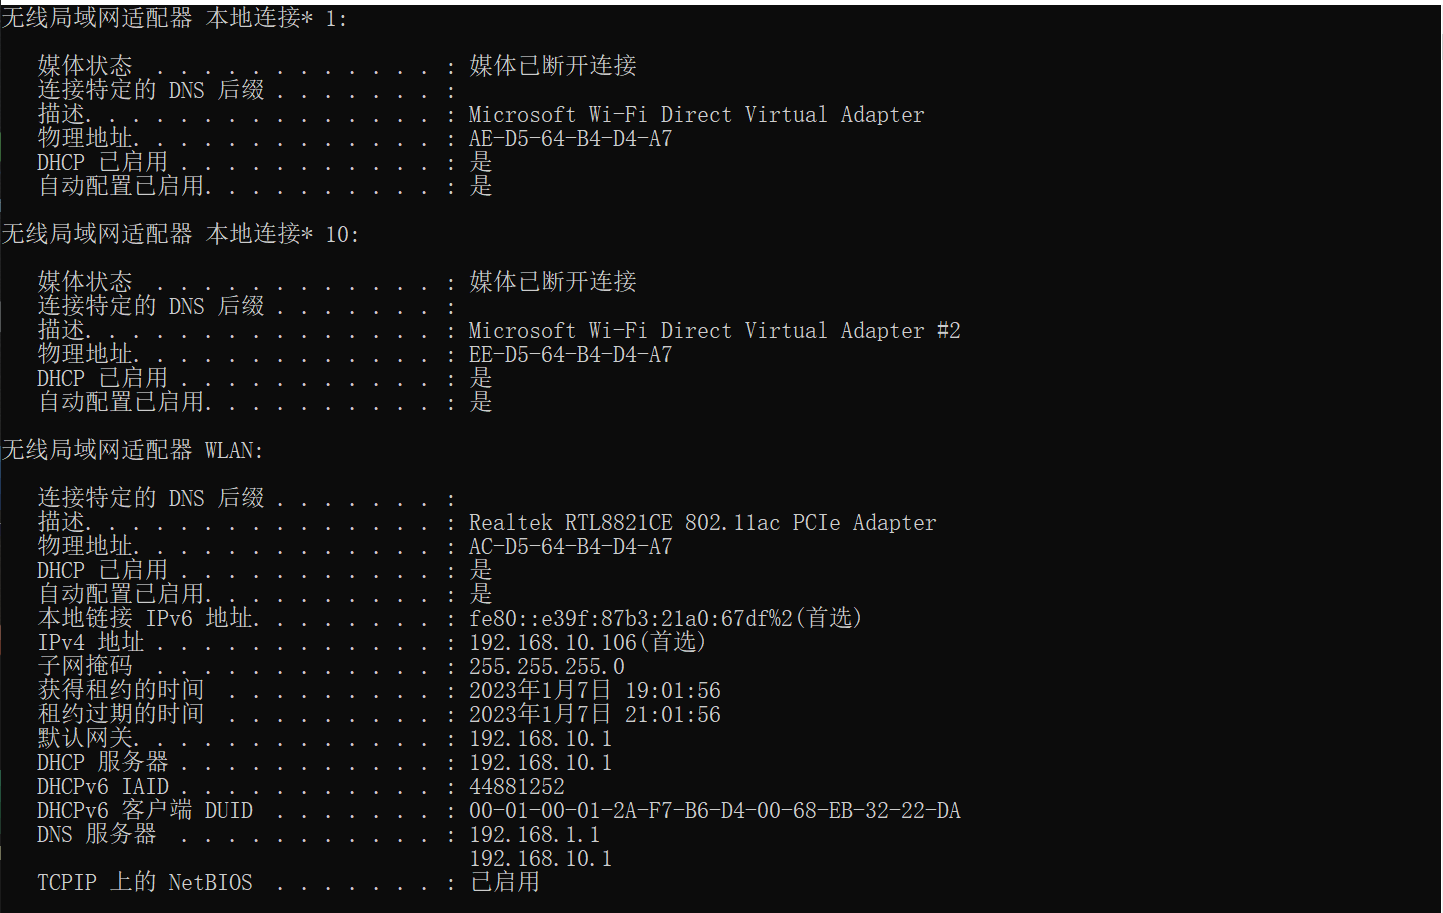 无线局域网适配器 本地连接* 1:
媒体状态  . . . . . . . . . . . . : 媒体已断开连接
连接特定的 DNS 后缀 . . . . . . . :
描述. . . . . . . . . . . . . . . : Microsoft Wi-Fi Direct Virtual Adapter
物理地址. . . . . . . . . . . . . : AE-D5-64-B4-D4-A7
DHCP 已启用 . . . . . . . . . . . : 是
自动配置已启用. . . . . . . . . . : 是
无线局域网适配器 本地连接* 10:
媒体状态  . . . . . . . . . . . . : 媒体已断开连接
连接特定的 DNS 后缀 . . . . . . . :
描述. . . . . . . . . . . . . . . : Microsoft Wi-Fi Direct Virtual Adapter #2
物理地址. . . . . . . . . . . . . : EE-D5-64-B4-D4-A7
DHCP 已启用 . . . . . . . . . . . : 是
自动配置已启用. . . . . . . . . . : 是
无线局域网适配器 WLAN:
连接特定的 DNS 后缀 . . . . . . . :
描述. . . . . . . . . . . . . . . : Realtek RTL8821CE 802.11ac PCIe Adapter
物理地址. . . . . . . . . . . . . : AC-D5-64-B4-D4-A7
DHCP 已启用 . . . . . . . . . . . : 是
自动配置已启用. . . . . . . . . . : 是
本地链接 IPv6 地址. . . . . . . . : fe80::e39f:87b3:21a0:67df%2(首选)
IPv4 地址 . . . . . . . . . . . . : 192.168.10.106(首选)
子网掩码  . . . . . . . . . . . . : 255.255.255.0
获得租约的时间  . . . . . . . . . : 2023年1月7日 19:01:56
租约过期的时间  . . . . . . . . . : 2023年1月7日 21:01:56
默认网关. . . . . . . . . . . . . : 192.168.10.1
DHCP 服务器 . . . . . . . . . . . : 192.168.10.1
DHCPv6 IAID . . . . . . . . . . . : 44881252
DHCPv6 客户端 DUID  . . . . . . . : 00-01-00-01-2A-F7-B6-D4-00-68-EB-32-22-DA
DNS 服务器  . . . . . . . . . . . : 192.168.1.1
192.168.10.1
TCPIP 上的 NetBIOS  . . . . . . . : 已启用